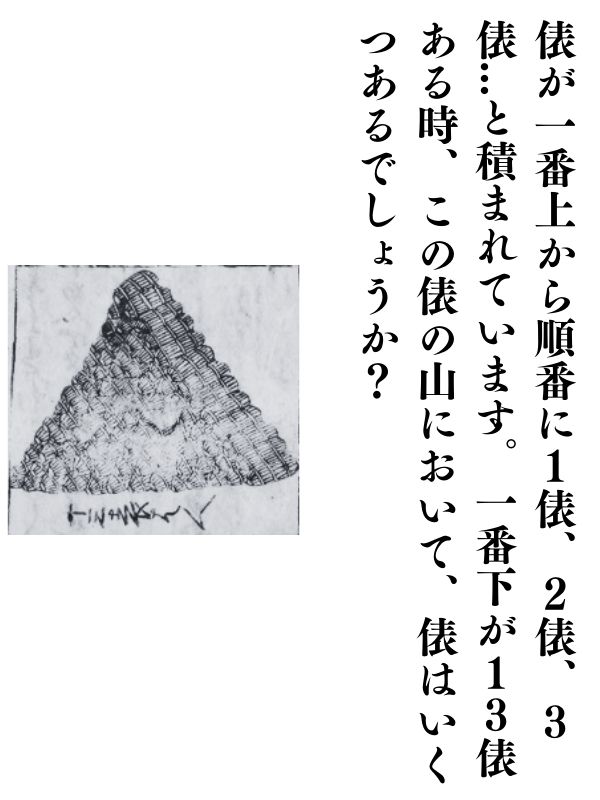 俵が一番上から順番に1俵、2俵、3
俵…と積まれています。一番下が13俵
ある時、この俵の山において、俵はいく
つあるでしょうか？